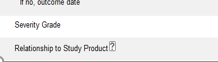 If no, outcome date
Severity Grade
Relationship to Study Product?